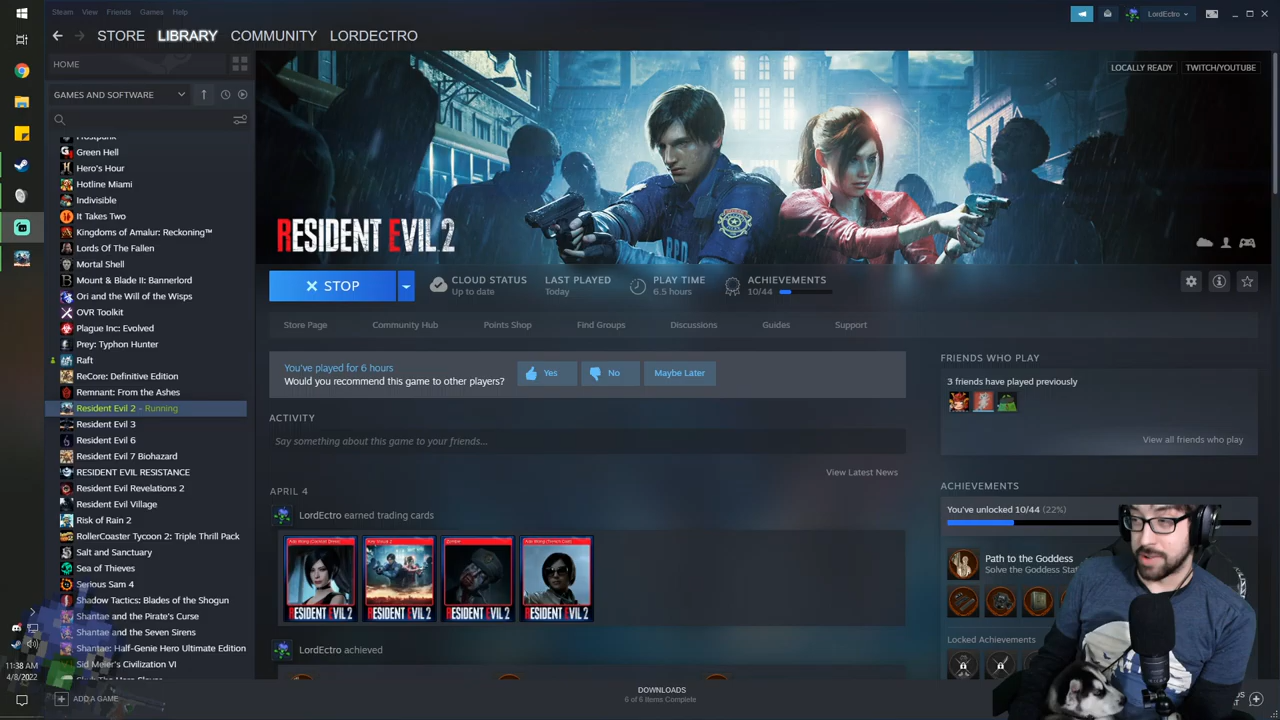 Steam View Friends Games Help
LordEctro
STORE LIBRARY COMMUNITY LORDECTRO
HOME
GAMES AND SOFTWARE
Frostpunk
Green Hell
Hero's Hour
Hotline Miami
Indivisible
It Takes Two
Kingdoms of Amalur: Reckoning™
Lords Of The Fallen
Mortal Shell
Mount & Blade II: Bannerlord
Ori and the Will of the Wisps
OVR Toolkit
Plague Inc: Evolved
Prey: Typhon Hunter
Raft
ReCore: Definitive Edition
Remnant: From the Ashes
Resident Evil 2 - Running
Resident Evil 3
Resident Evil 6
Resident Evil 7 Biohazard
RESIDENT EVIL RESISTANCE
Resident Evil Revelations 2
Resident Evil Village
Risk of Rain 2
RollerCoaster Tycoon 2: Triple Thrill Pack
Salt and Sanctuary
Sea of Thieves
Serious Sam 4
Shadow Tactics: Blades of the Shogun
Shantae and the Pirate's Curse
Shantae and the Seven Sirens
Shantae: Half-Genie Hero Ultimate Edition
Sid Meier's Civilization VI
11:38 AM
4/8/2022
ADD A GAME
LOCALLY READY TWITCH/YOUTUBE
RESIDENT EVIL 2
STOP
CLOUD STATUS
Up to date
LAST PLAYED
Today
PLAY TIME
6.5 hours
ACHIEVEMENTS
10/44
Store Page Community Hub Points Shop Find Groups Discussions Guides Support
You've played for 6 hours
Would you recommend this game to other players?
Yes No Maybe Later
ACTIVITY
Say something about this game to your friends...
View Latest News
APRIL 4
LordEctro earned trading cards
RESIDENT EVIL 2 RESIDENT EVIL 2 RESIDENT EVIL 2 RESIDENT EVIL 2
LordEctro achieved
FRIENDS WHO PLAY
3 friends have played previously
View all friends who play
ACHIEVEMENTS
You've unlocked 10/44 (22%)
Path to the Goddess
Solve the Goddess Sta
Locked Achievements
DOWNLOADS
6 of 6 Items Complete